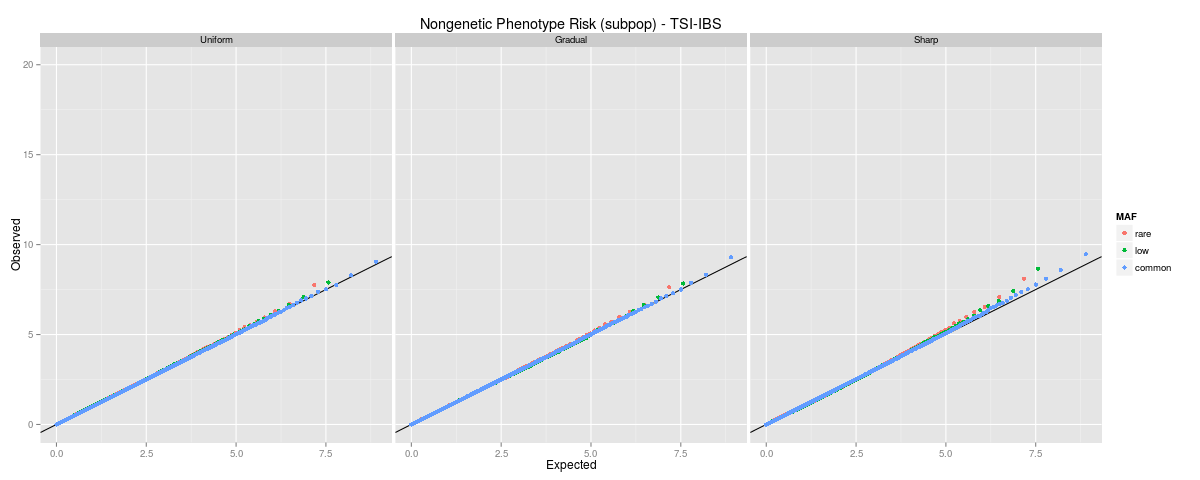 Nongenetic Phenotype Risk (subpop) - TSI-IBS
Uniform Gradual Sharp
20
15
10
5
0
Observed
0.0 2.5 5.0 7.5 0.0 2.5 5.0 7.5 0.0 2.5 5.0 7.5
Expected
MAF
rare
low
common